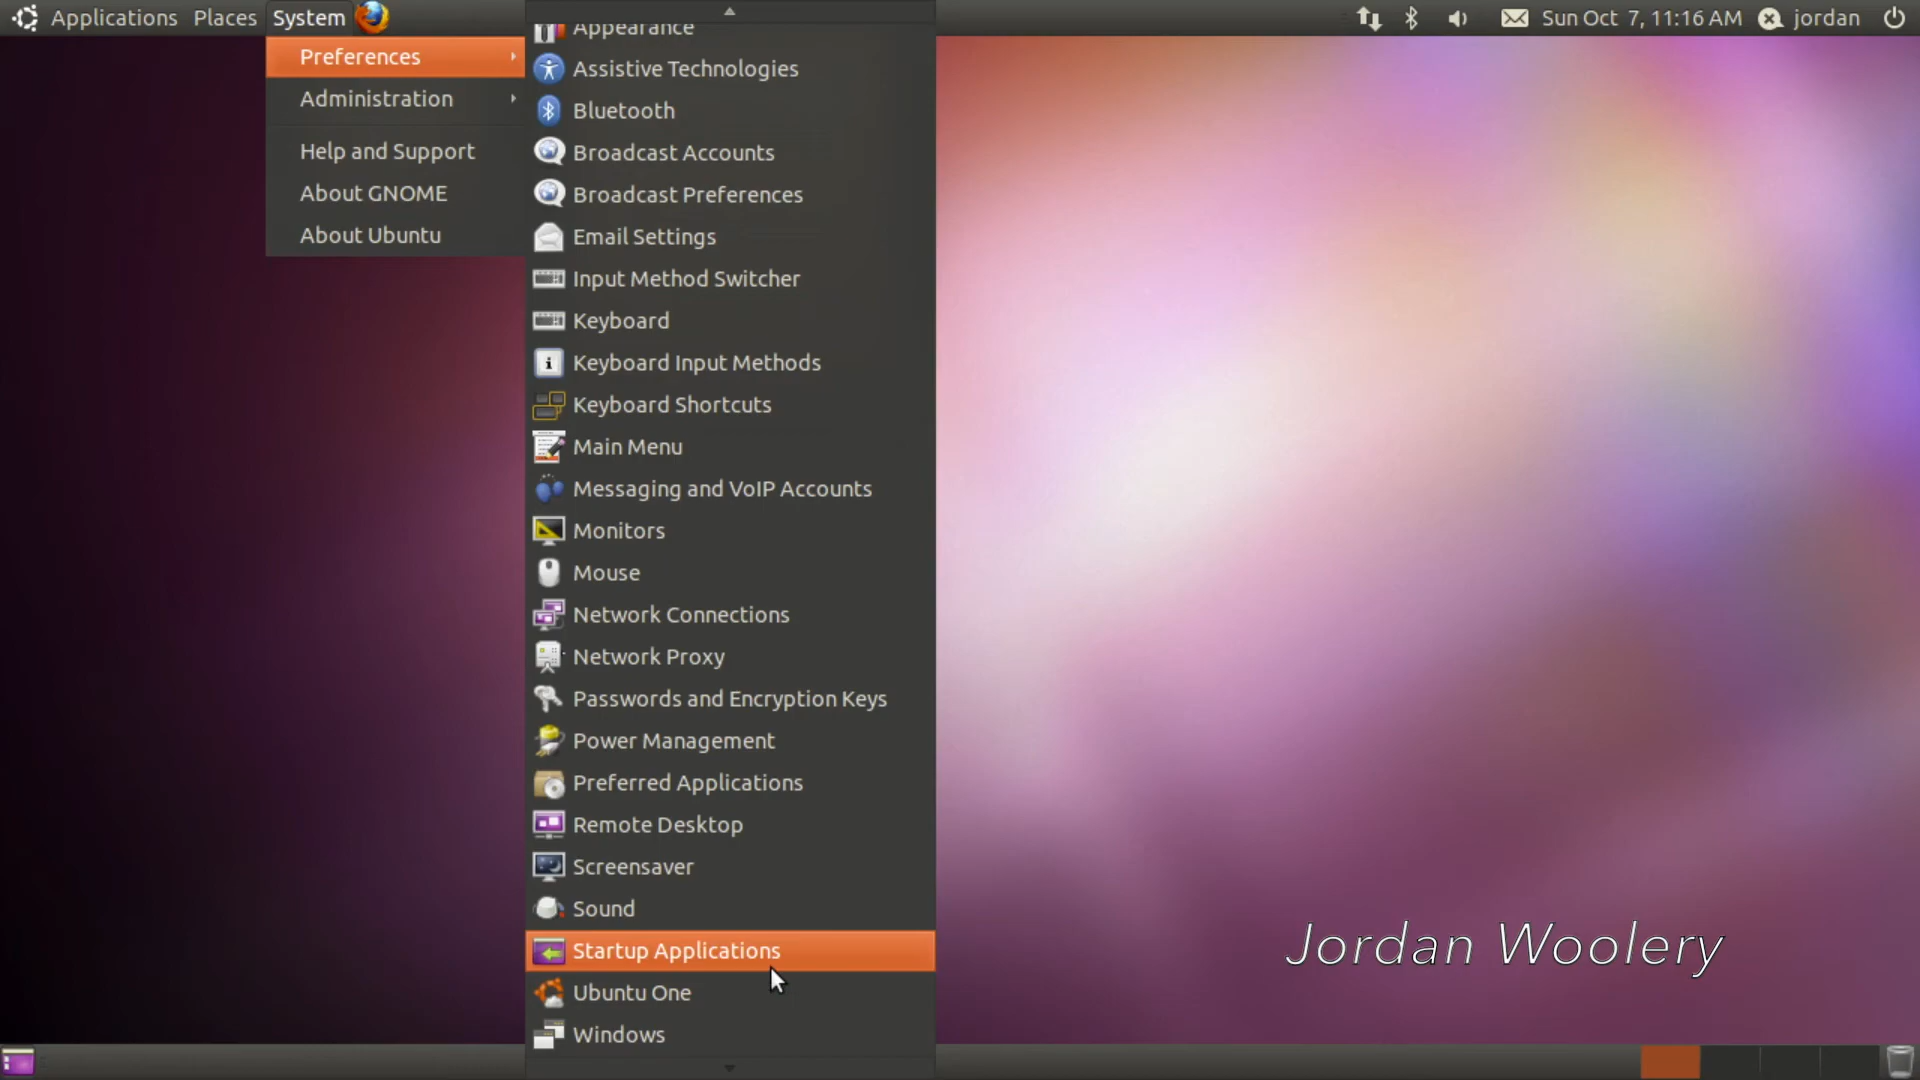 Applications Places System
Sun Oct 7, 11:16 AM jordan
Preferences
Administration
Help and Support
About GNOME
About Ubuntu
Appearance
Assistive Technologies
Bluetooth
Broadcast Accounts
Broadcast Preferences
Email Settings
Input Method Switcher
Keyboard
Keyboard Input Methods
Keyboard Shortcuts
Main Menu
Messaging and VoIP Accounts
Monitors
Mouse
Network Connections
Network Proxy
Passwords and Encryption Keys
Power Management
Preferred Applications
Remote Desktop
Screensaver
Sound
Startup Applications
Ubuntu One
Windows
Jordan Woolery